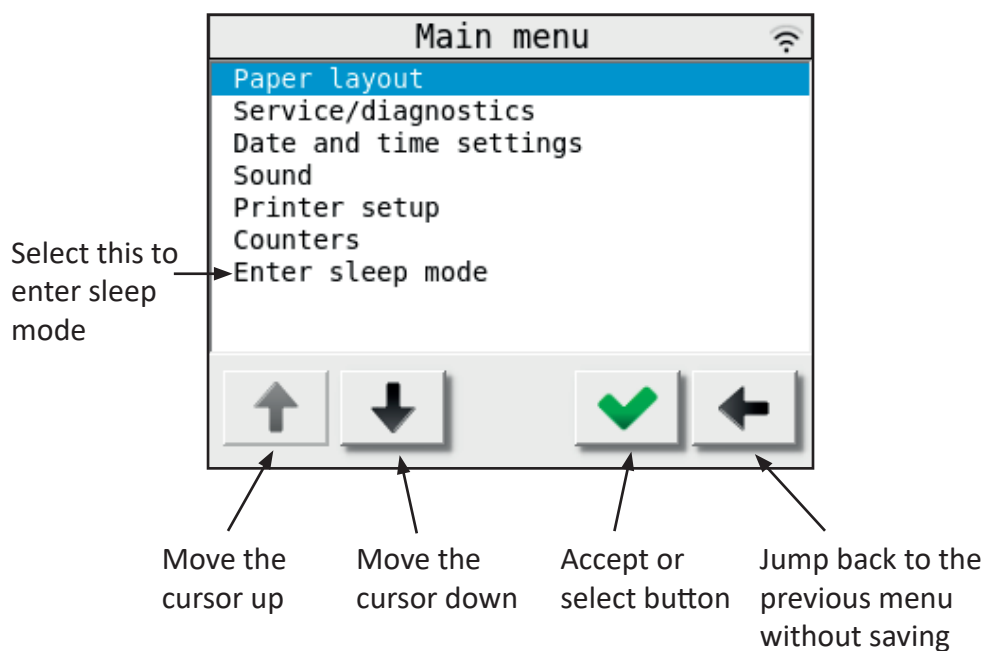 Main menu
Paper layout
Service/diagnostics
Date and time settings
Sound
Printer setup
Counters
Enter sleep mode
Select this to
enter sleep
mode
Move the
cursor up
Move the
cursor down
Accept or
select button
Jump back to the
previous menu
without saving